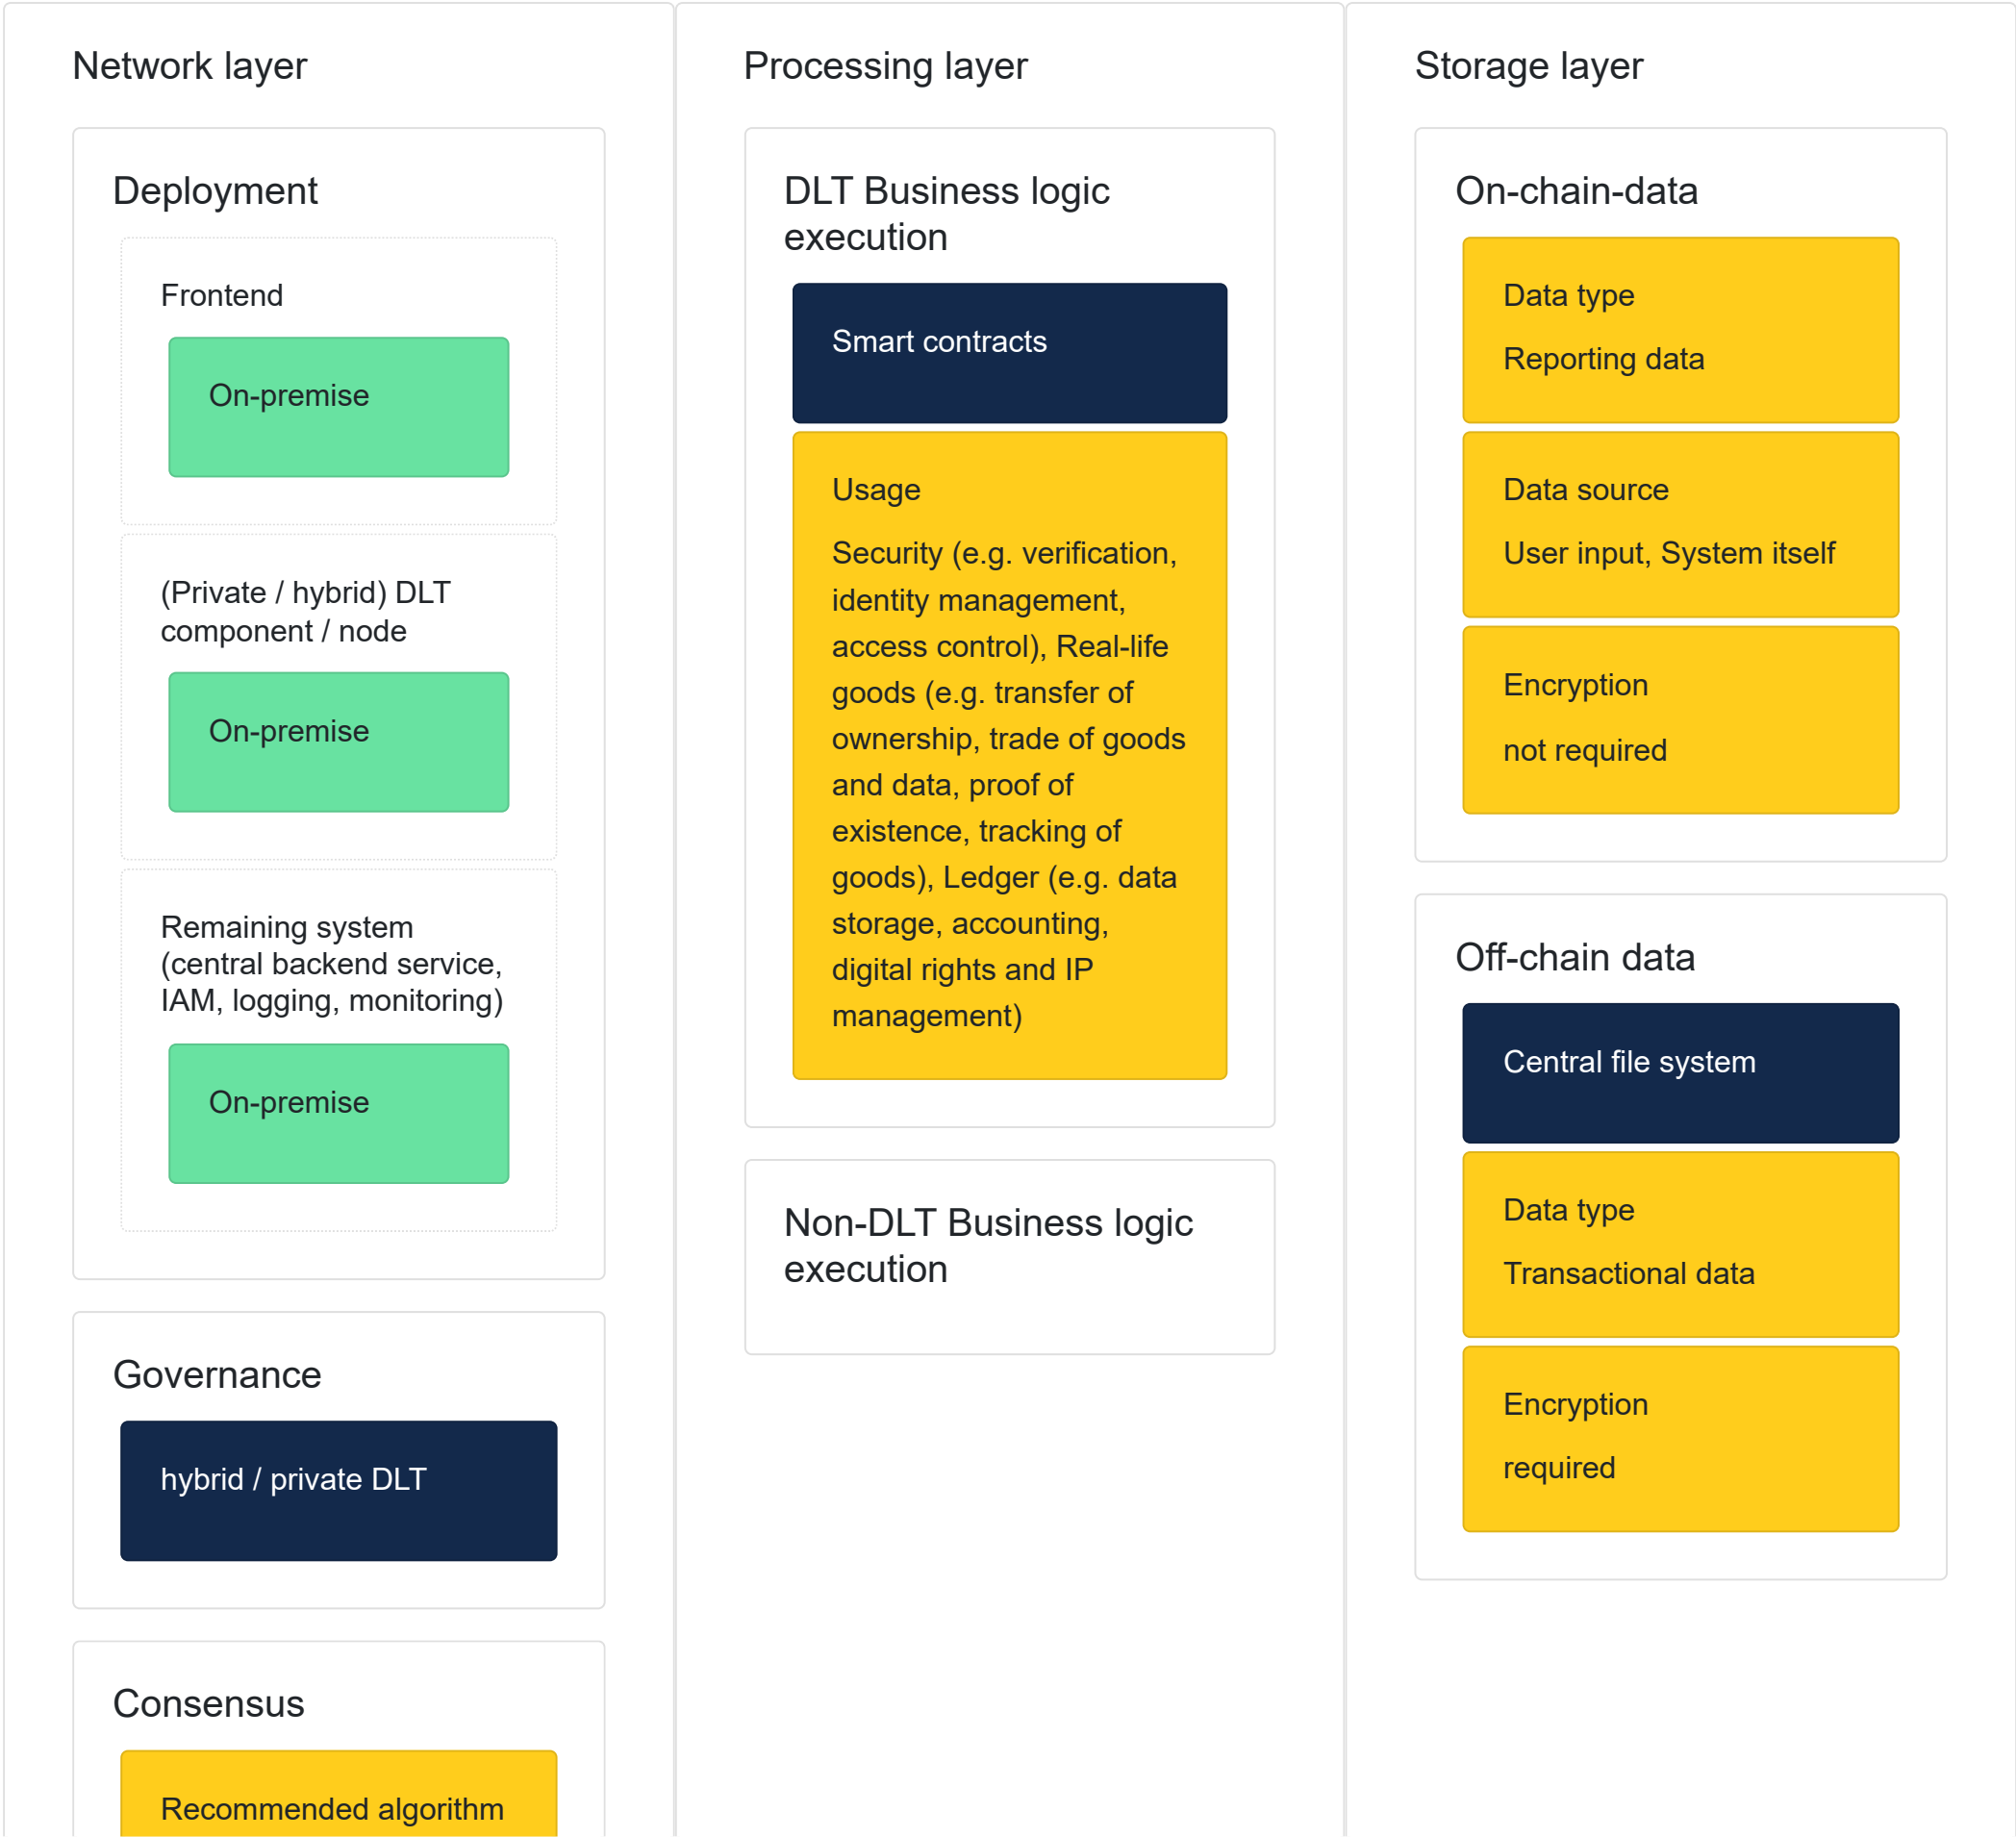 Network layer
Deployment
Frontend
On-premise
(Private / hybrid) DLT
component / node
On-premise
Remaining system
(central backend service,
IAM, logging, monitoring)
On-premise
Governance
hybrid / private DLT
Consensus
Recommended algorithm
Processing layer
DLT Business logic
execution
Smart contracts
Usage
Security (e.g. verification,
identity management,
access control), Real-life
goods (e.g. transfer of
ownership, trade of goods
and data, proof of
existence, tracking of
goods), Ledger (e.g. data
storage, accounting,
digital rights and IP
management)
Non-DLT Business logic
execution
Storage layer
On-chain-data
Data type
Reporting data
Data source
User input, System itself
Encryption
not required
Off-chain data
Central file system
Data type
Transactional data
Encryption
required